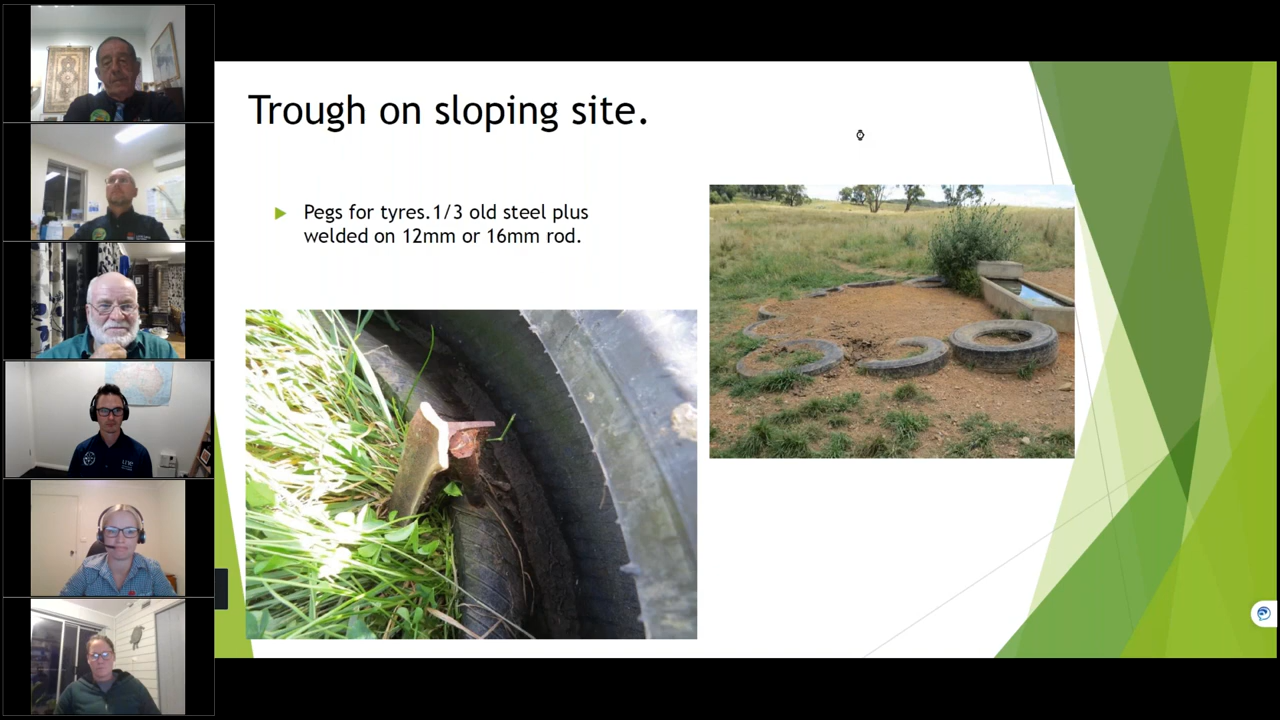 Trough on sloping site.
Pegs for tyres.1/3 old steel plus
welded on 12mm or 16mm rod.